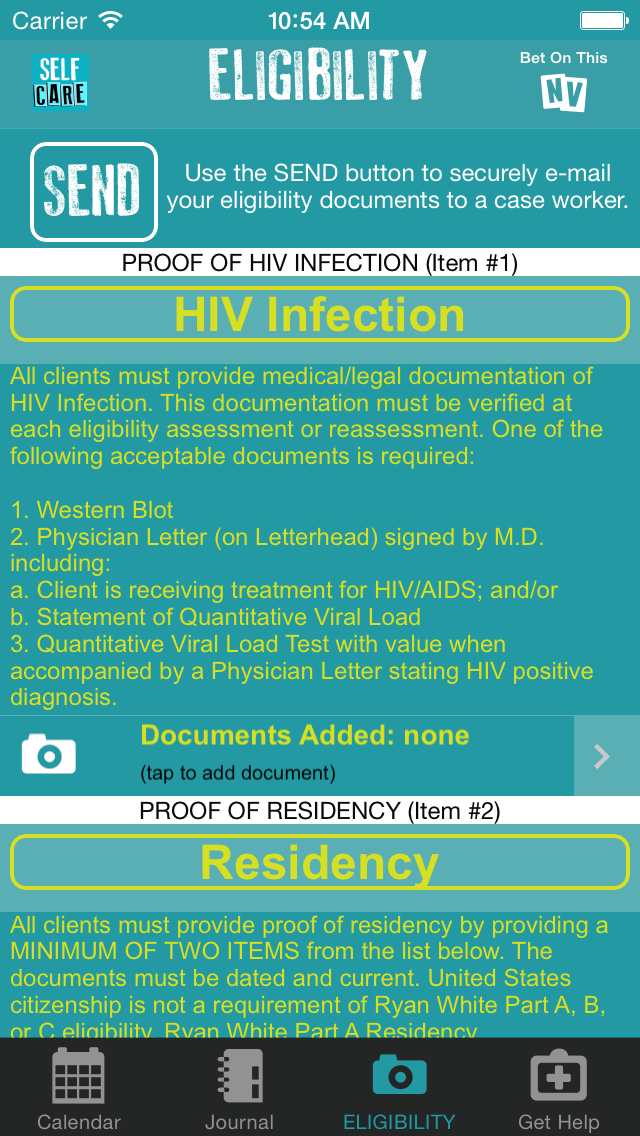 Carrier 10:54 AM
SELF CARE
ELIGIBILITY
Bet On This
NV
SEND
Use the SEND button to securely e-mail
your eligibility documents to a case worker.
PROOF OF HIV INFECTION (Item #1)
HIV Infection
All clients must provide medical/legal documentation of
HIV Infection. This documentation must be verified at
each eligibility assessment or reassessment. One of the
following acceptable documents is required:
1. Western Blot
2. Physician Letter (on Letterhead) signed by M.D.
including:
a. Client is receiving treatment for HIV/AIDS; and/or
b. Statement of Quantitative Viral Load
3. Quantitative Viral Load Test with value when
accompanied by a Physician Letter stating HIV positive
diagnosis.
Documents Added: none
(tap to add document)
PROOF OF RESIDENCY (Item #2)
Residency
All clients must provide proof of residency by providing a
MINIMUM OF TWO ITEMS from the list below. The
documents must be dated and current. United States
citizenship is not a requirement of Ryan White Part A, B,
or C eligibility. Ryan White Part A Residency
Calendar
Journal
ELIGIBILITY
Get Help